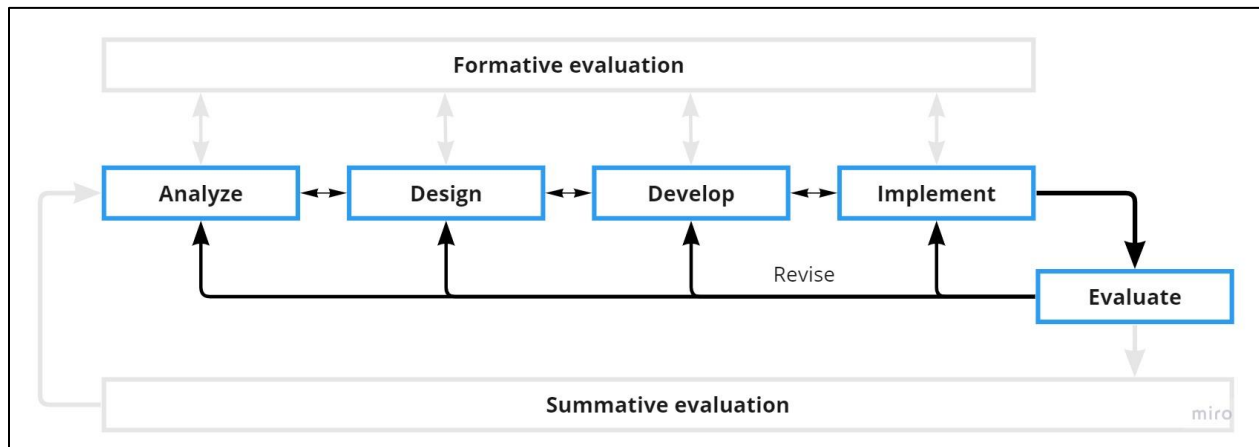 Formative evaluation
Analyze
Design
Develop
Implement
Revise
Evaluate
Summative evaluation
miro